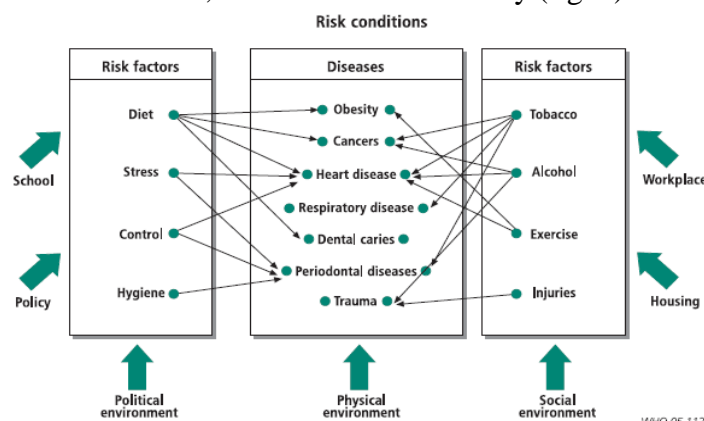 Risk conditions
Risk factors
Diseases
Risk factors
Diet
Obesity
Tobacco
Cancers
School
Stress
Heart disease
Alcohol
Workplace
Respiratory disease
Control
Dental caries
Exercise
Policy
Hygiene
Periodontal diseases
Injuries
Housing
Trauma
Political
environment
Physical
environment
Social
environment